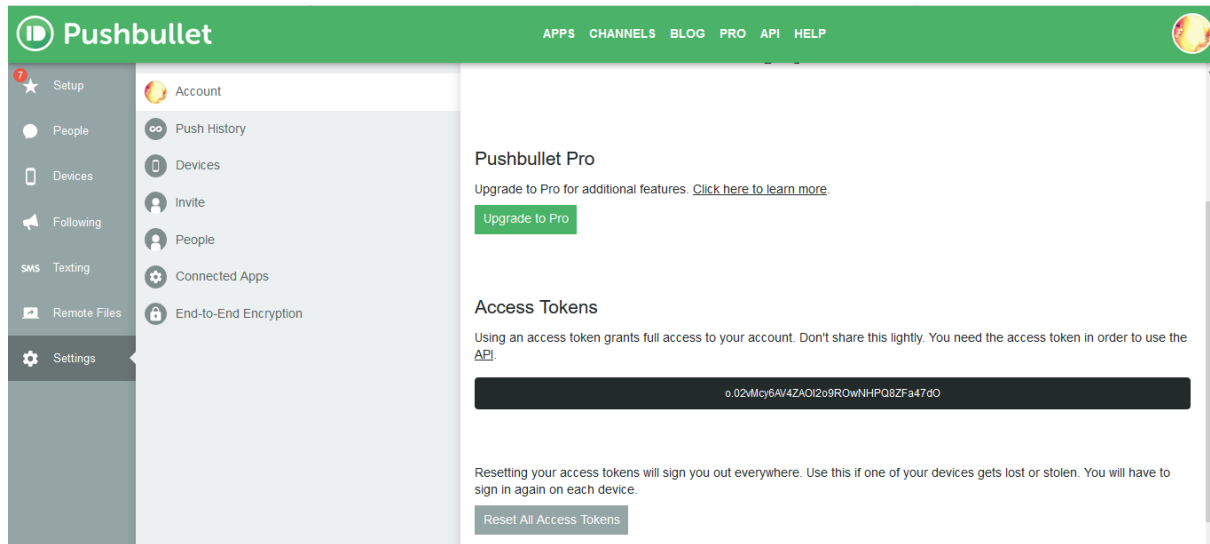 Pushbullet
APPS CHANNELS BLOG PRO API HELP
7
Setup
People
Devices
Following
SMS Texting
Remote Files
Settings
Account
Push History
Devices
Invite
People
Connected Apps
End-to-End Encryption
Pushbullet Pro
Upgrade to Pro for additional features. Click here to learn more.
Upgrade to Pro
Access Tokens
Using an access token grants full access to your account. Don't share this lightly. You need the access token in order to use the
API.
Resetting your access tokens will sign you out everywhere. Use this if one of your devices gets lost or stolen. You will have to
sign in again on each device.
Reset All Access Tokens